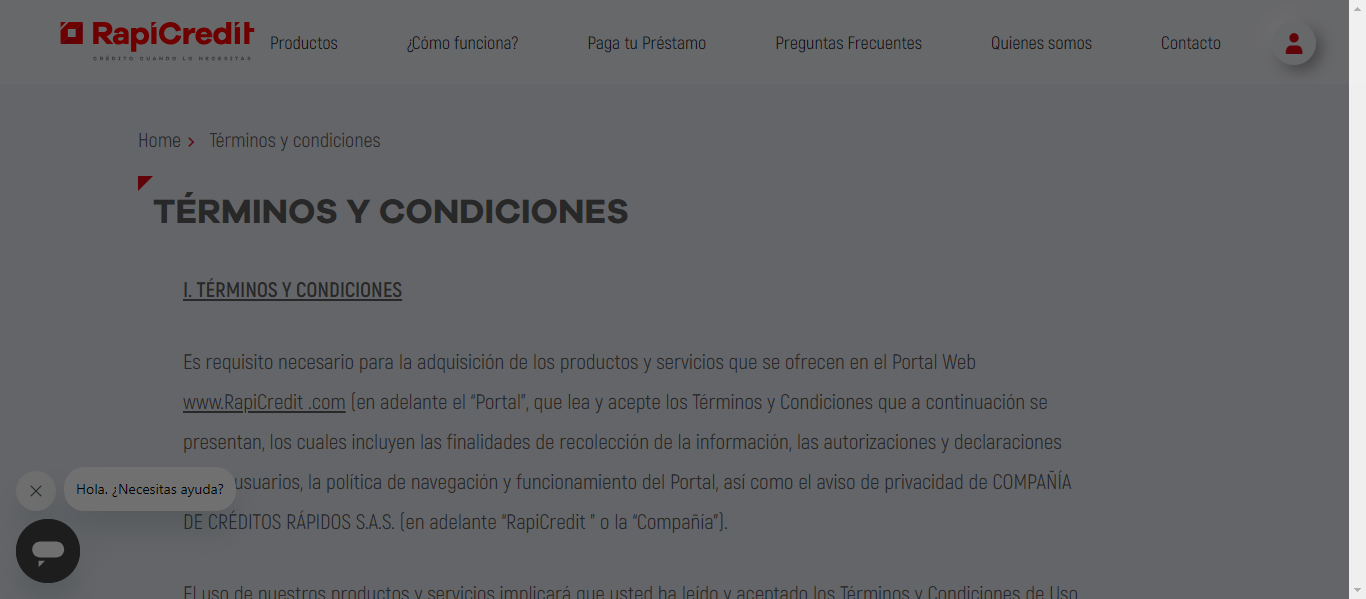 RapiCredit
CRÉDITO CUANDO LO NECESITAS
Productos
¿Cómo funciona?
Paga tu Préstamo
Preguntas Frecuentes
Quienes somos
Contacto
Home > Términos y condiciones
TÉRMINOS Y CONDICIONES
I. TÉRMINOS Y CONDICIONES
Es requisito necesario para la adquisición de los productos y servicios que se ofrecen en el Portal Web
www.RapiCredit .com (en adelante el “Portal”, que lea y acepte los Términos y Condiciones que a continuación se
presentan, los cuales incluyen las finalidades de recolección de la información, las autorizaciones y declaraciones
usuarios, la política de navegación y funcionamiento del Portal, así como el aviso de privacidad de COMPAÑÍA
DE CRÉDITOS RÁPIDOS S.A.S. (en adelante “RapiCredit ” o la “Compañía”).
El uso de nuestros productos y servicios implicará que usted ha leído y aceptado los Términos y Condiciones de Uso
Hola. ¿Necesitas ayuda?